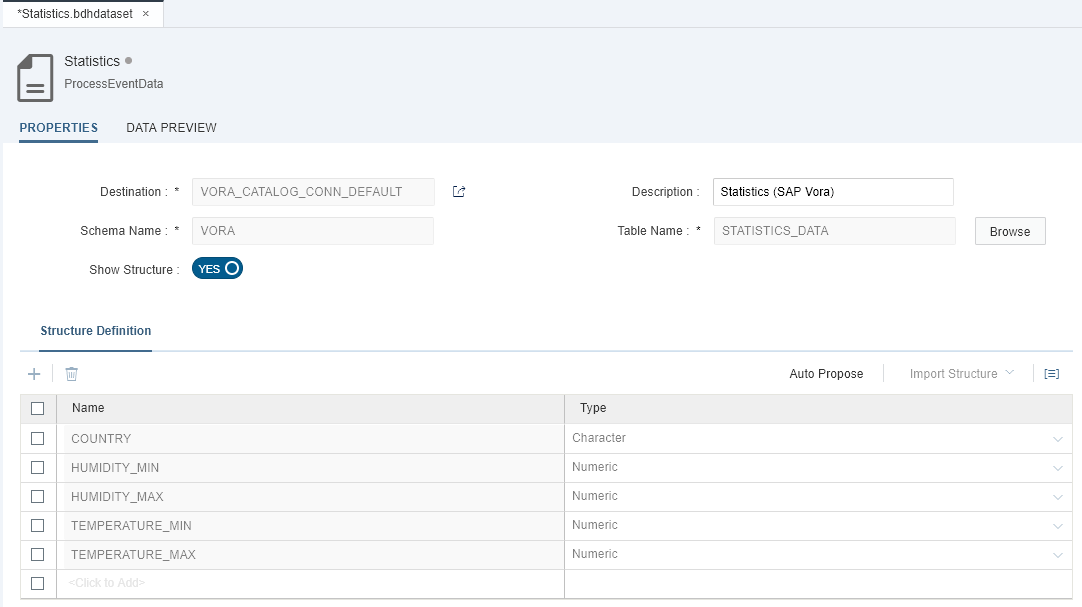 *Statistics.bdhdataset ×
Statistics
ProcessEventData
PROPERTIES DATA PREVIEW
Destination : * VORA_CATALOG_CONN_DEFAULT Description : Statistics (SAP Vora)
Schema Name : * VORA Table Name : * STATISTICS_DATA Browse
Show Structure : YES
Structure Definition
Auto Propose Import Structure
Name Type
COUNTRY Character
HUMIDITY_MIN Numeric
HUMIDITY_MAX Numeric
TEMPERATURE_MIN Numeric
TEMPERATURE_MAX Numeric
<Click to Add>